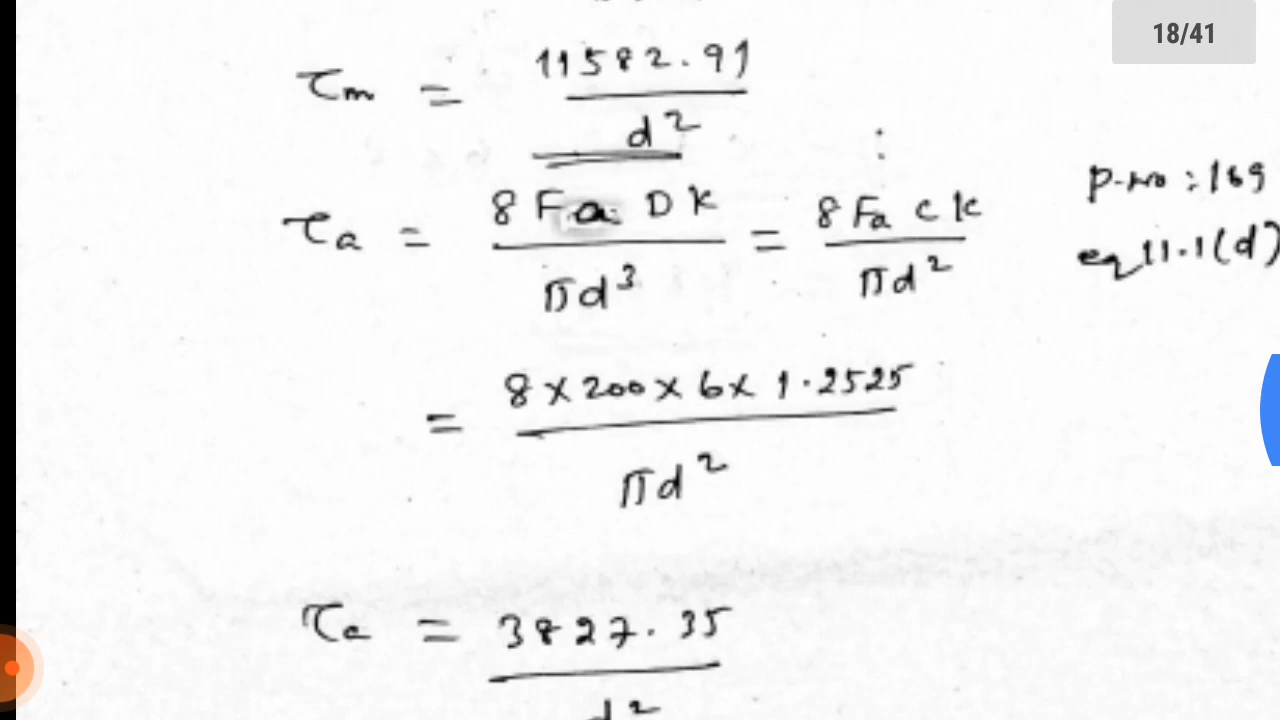 18/41
τm = 11582.91 / d²
τa = 8 Fa D K / πd³ = 8 Fa C K / πd²
P.no : 169
eq 11.1(d)
= 8 x 200 x 6 x 1.2525 / πd²
τa = 3827.35 / d²